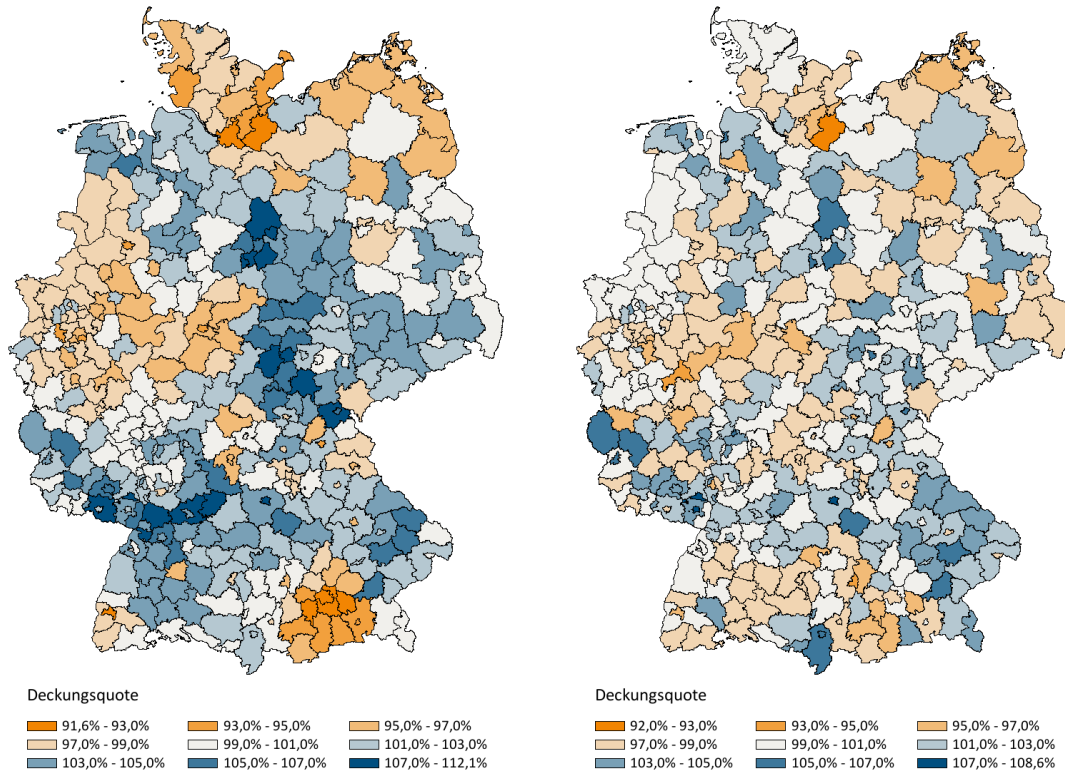 Deckungsquote
91,6% - 93,0% 93,0% - 95,0% 95,0% - 97,0%
97,0% - 99,0% 99,0% - 101,0% 101,0% - 103,0%
103,0% - 105,0% 105,0% - 107,0% 107,0% - 112,1%
Deckungsquote
92,0% - 93,0% 93,0% - 95,0% 95,0% - 97,0%
97,0% - 99,0% 99,0% - 101,0% 101,0% - 103,0%
103,0% - 105,0% 105,0% - 107,0% 107,0% - 108,6%